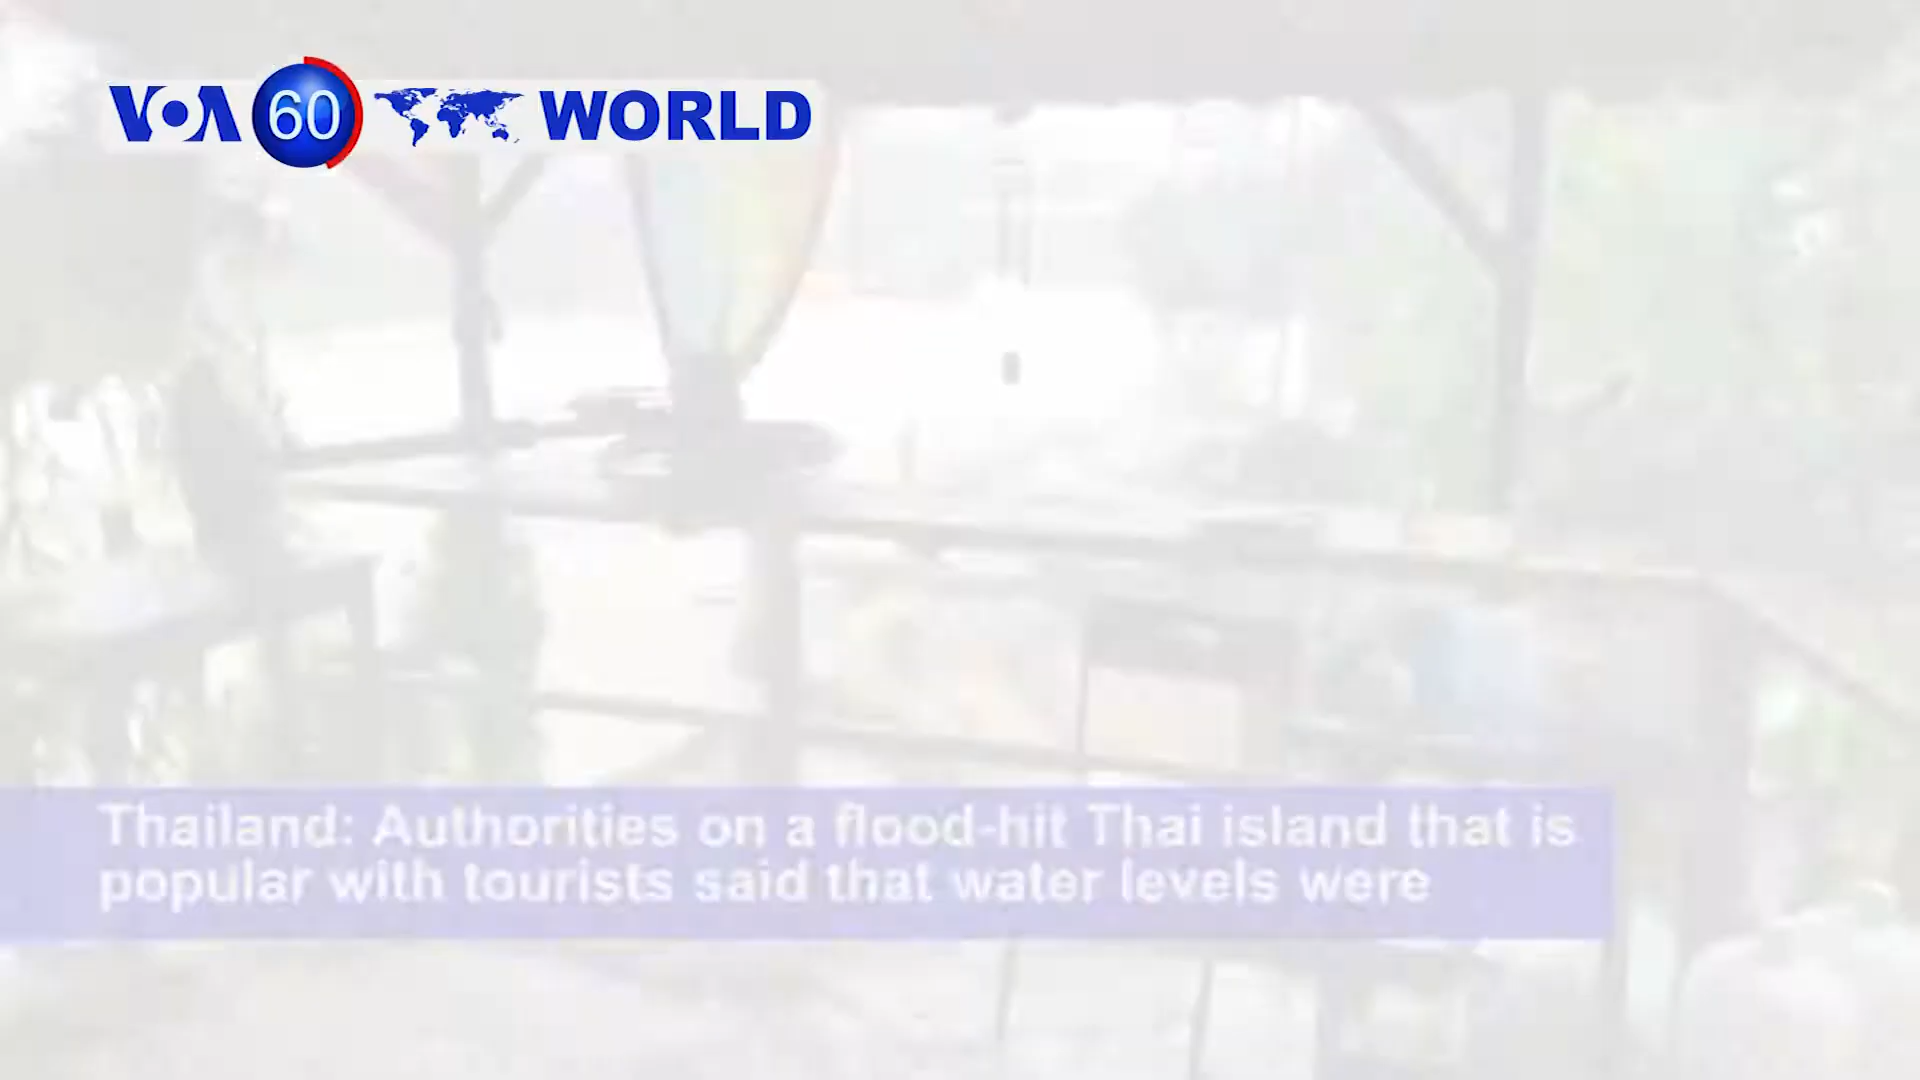 VOA 60 WORLD
Thailand: Authorities on a flood-hit Thai island that is
popular with tourists said that water levels were